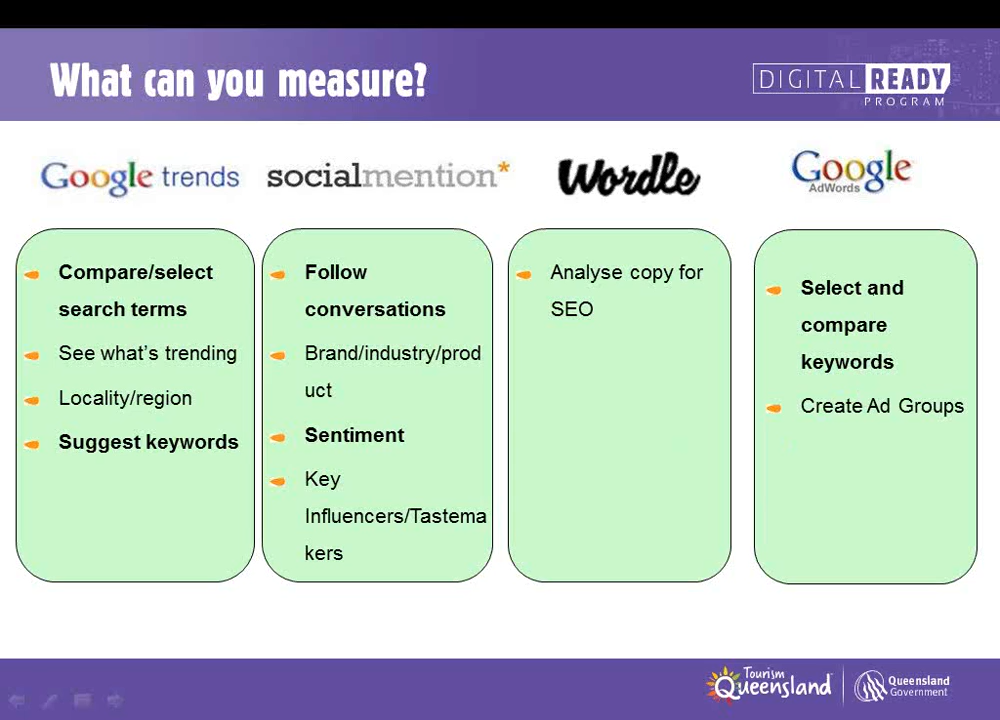 What can you measure?
DIGITAL READY
PROGRAM
Google trends
socialmention*
Wordle
Google
AdWords
Compare/select
search terms
See what’s trending
Locality/region
Suggest keywords
Follow
conversations
Brand/industry/prod
uct
Sentiment
Key
Influencers/Tastema
kers
Analyse copy for
SEO
Select and
compare
keywords
Create Ad Groups
Tourism
Queensland
Queensland
Government